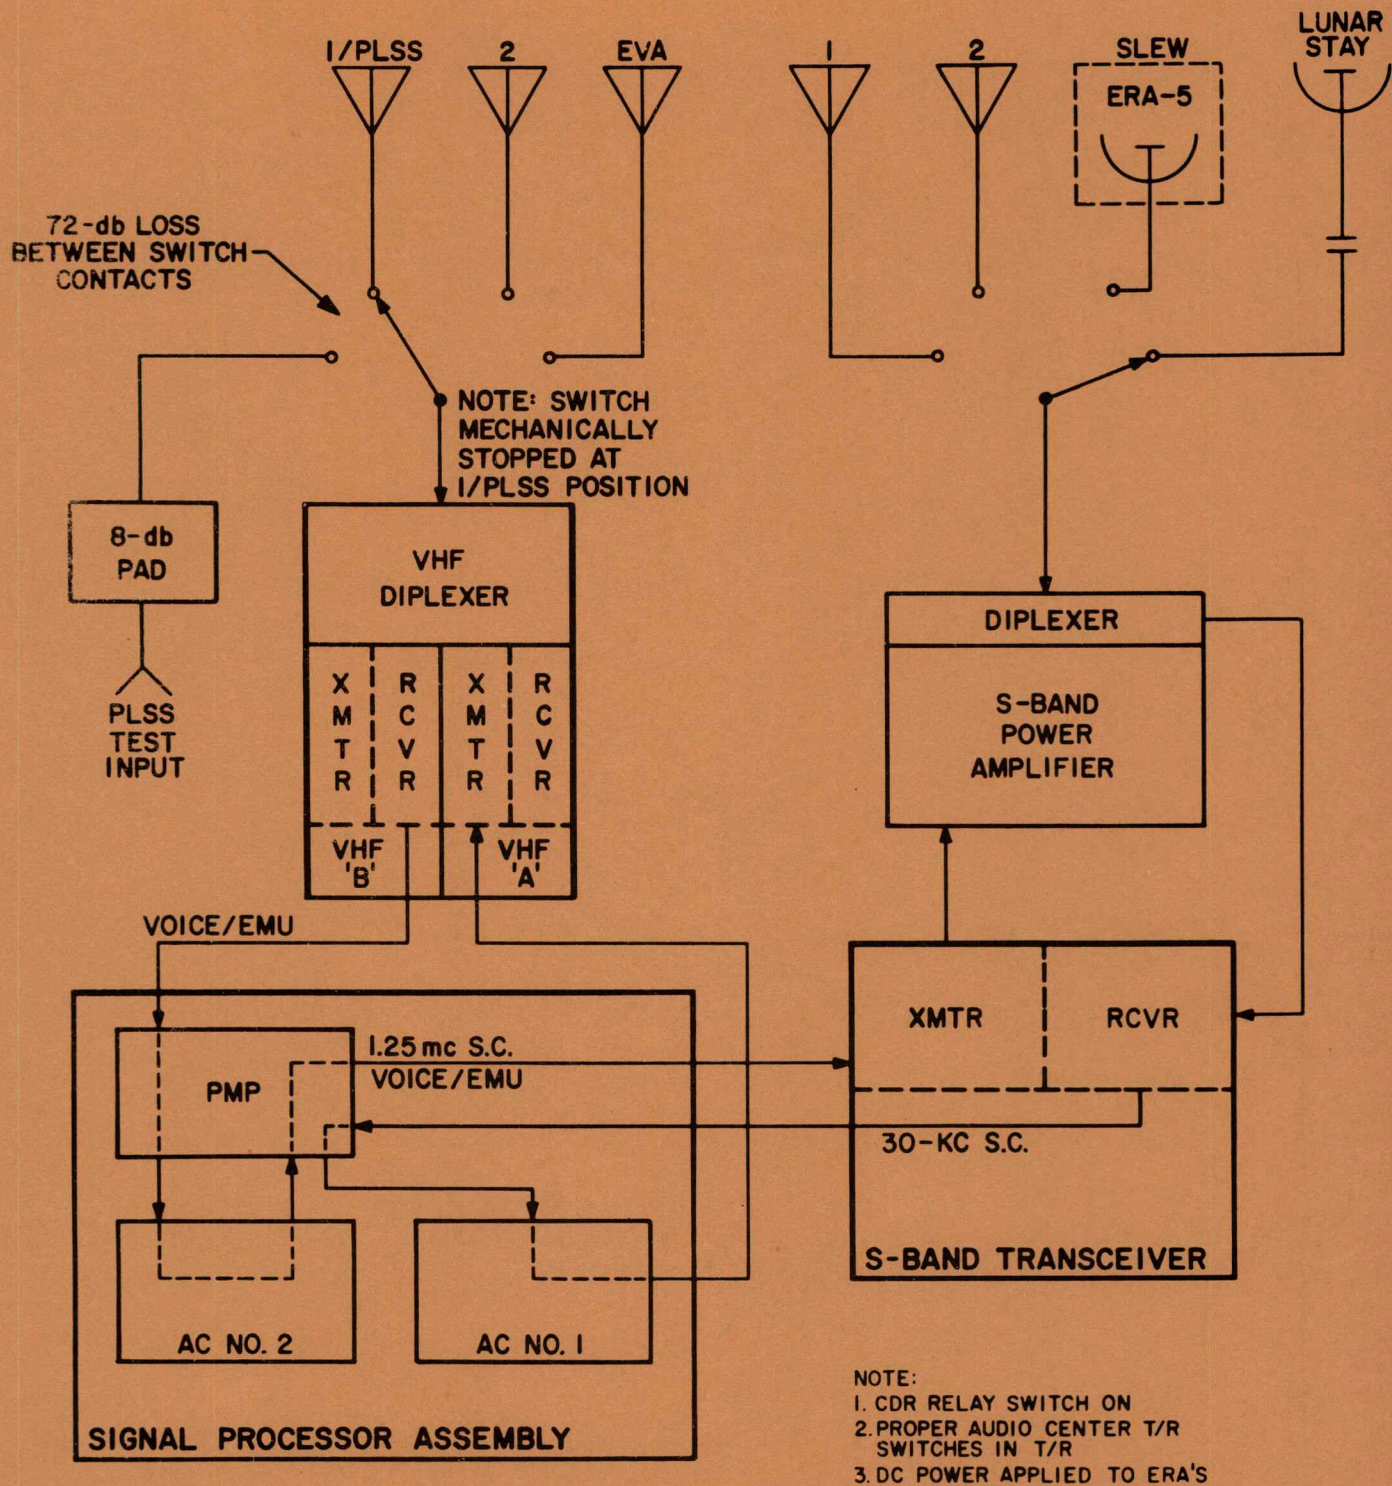 1/PLSS
2
EVA
1
2
SLEW
ERA-5
LUNAR
STAY
72-db LOSS
BETWEEN SWITCH
CONTACTS
NOTE: SWITCH
MECHANICALLY
STOPPED AT
1/PLSS POSITION
8-db
PAD
PLSS
TEST
INPUT
VHF
DIPLEXER
XMTR
RCVR
XMTR
RCVR
VHF
'B'
VHF
'A'
DIPLEXER
S-BAND
POWER
AMPLIFIER
VOICE/EMU
PMP
1.25 mc S.C.
VOICE/EMU
XMTR
RCVR
30-KC S.C.
S-BAND TRANSCEIVER
AC NO. 2
AC NO. 1
SIGNAL PROCESSOR ASSEMBLY
NOTE:
1. CDR RELAY SWITCH ON
2. PROPER AUDIO CENTER T/R
SWITCHES IN T/R
3. DC POWER APPLIED TO ERA'S